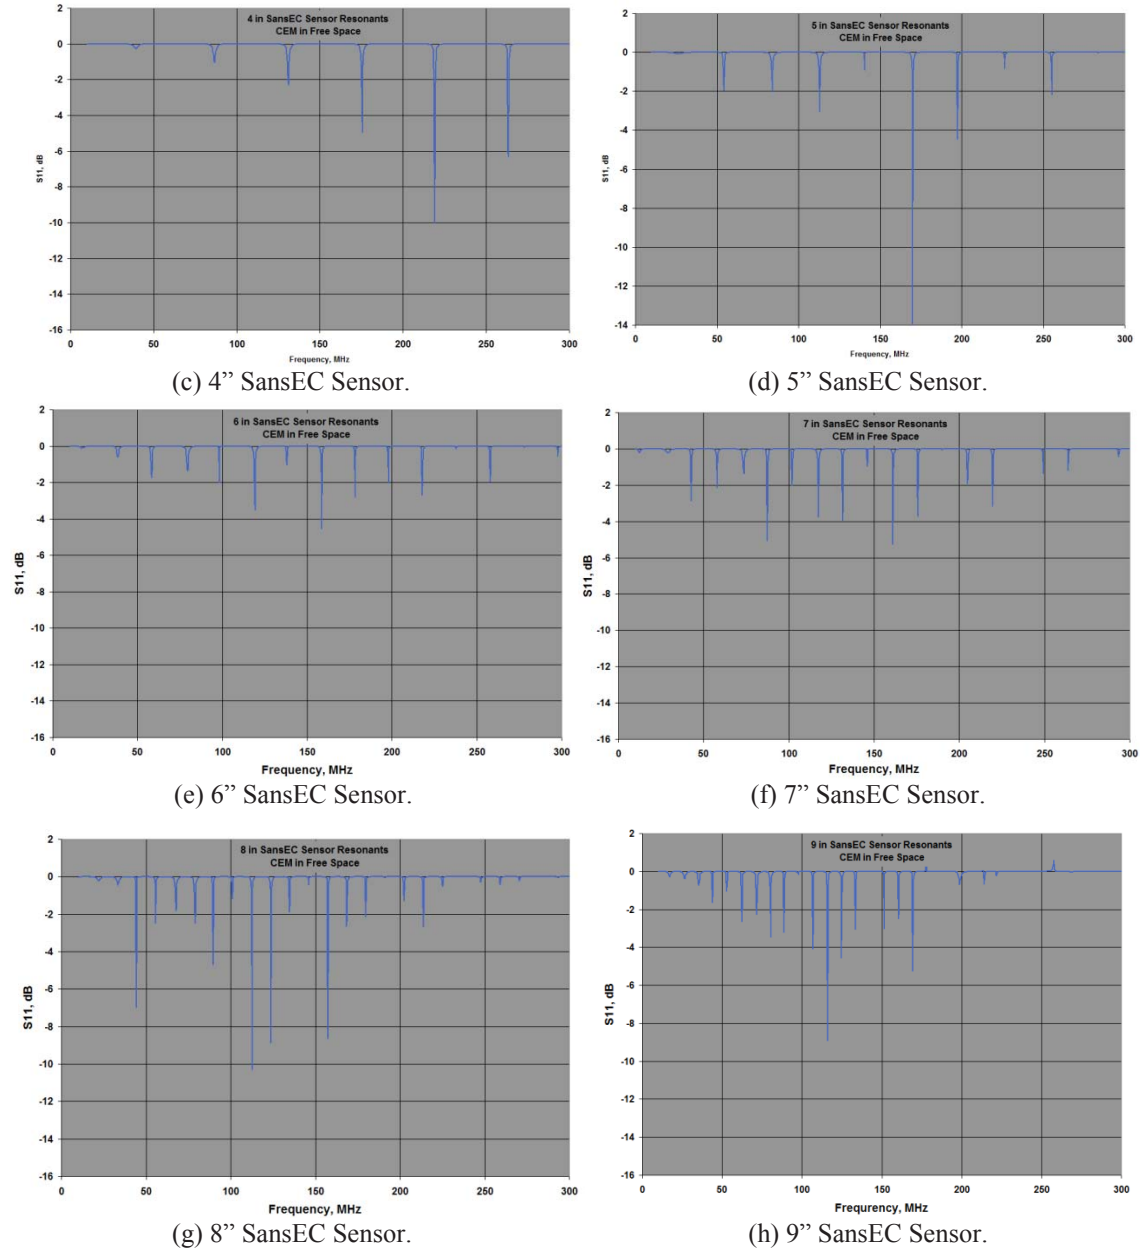 4 in SansEC Sensor Resonants
CEM in Free Space
2
0
-2
-4
-6
-8
-10
-12
-14
-16
S11, dB
0 50 100 150 200 250 300
Frequency, MHz
(c) 4” SansEC Sensor.
5 in SansEC Sensor Resonants
CEM in Free Space
2
0
-2
-4
-6
-8
-10
-12
-14
S11, dB
0 50 100 150 200 250 300
Frequency, MHz
(d) 5” SansEC Sensor.
6 in SansEC Sensor Resonants
CEM in Free Space
2
0
-2
-4
-6
-8
-10
-12
-14
-16
S11, dB
0 50 100 150 200 250 300
Frequency, MHz
(e) 6” SansEC Sensor.
7 in SansEC Sensor Resonants
CEM in Free Space
2
0
-2
-4
-6
-8
-10
-12
-14
-16
S11, dB
0 50 100 150 200 250 300
Frequency, MHz
(f) 7” SansEC Sensor.
8 in SansEC Sensor Resonants
CEM in Free Space
2
0
-2
-4
-6
-8
-10
-12
-14
-16
S11, dB
0 50 100 150 200 250 300
Frequency, MHz
(g) 8” SansEC Sensor.
9 in SansEC Sensor Resonants
CEM in Free Space
2
0
-2
-4
-6
-8
-10
-12
-14
-16
S11, dB
0 50 100 150 200 250 300
Frequrency, MHz
(h) 9” SansEC Sensor.